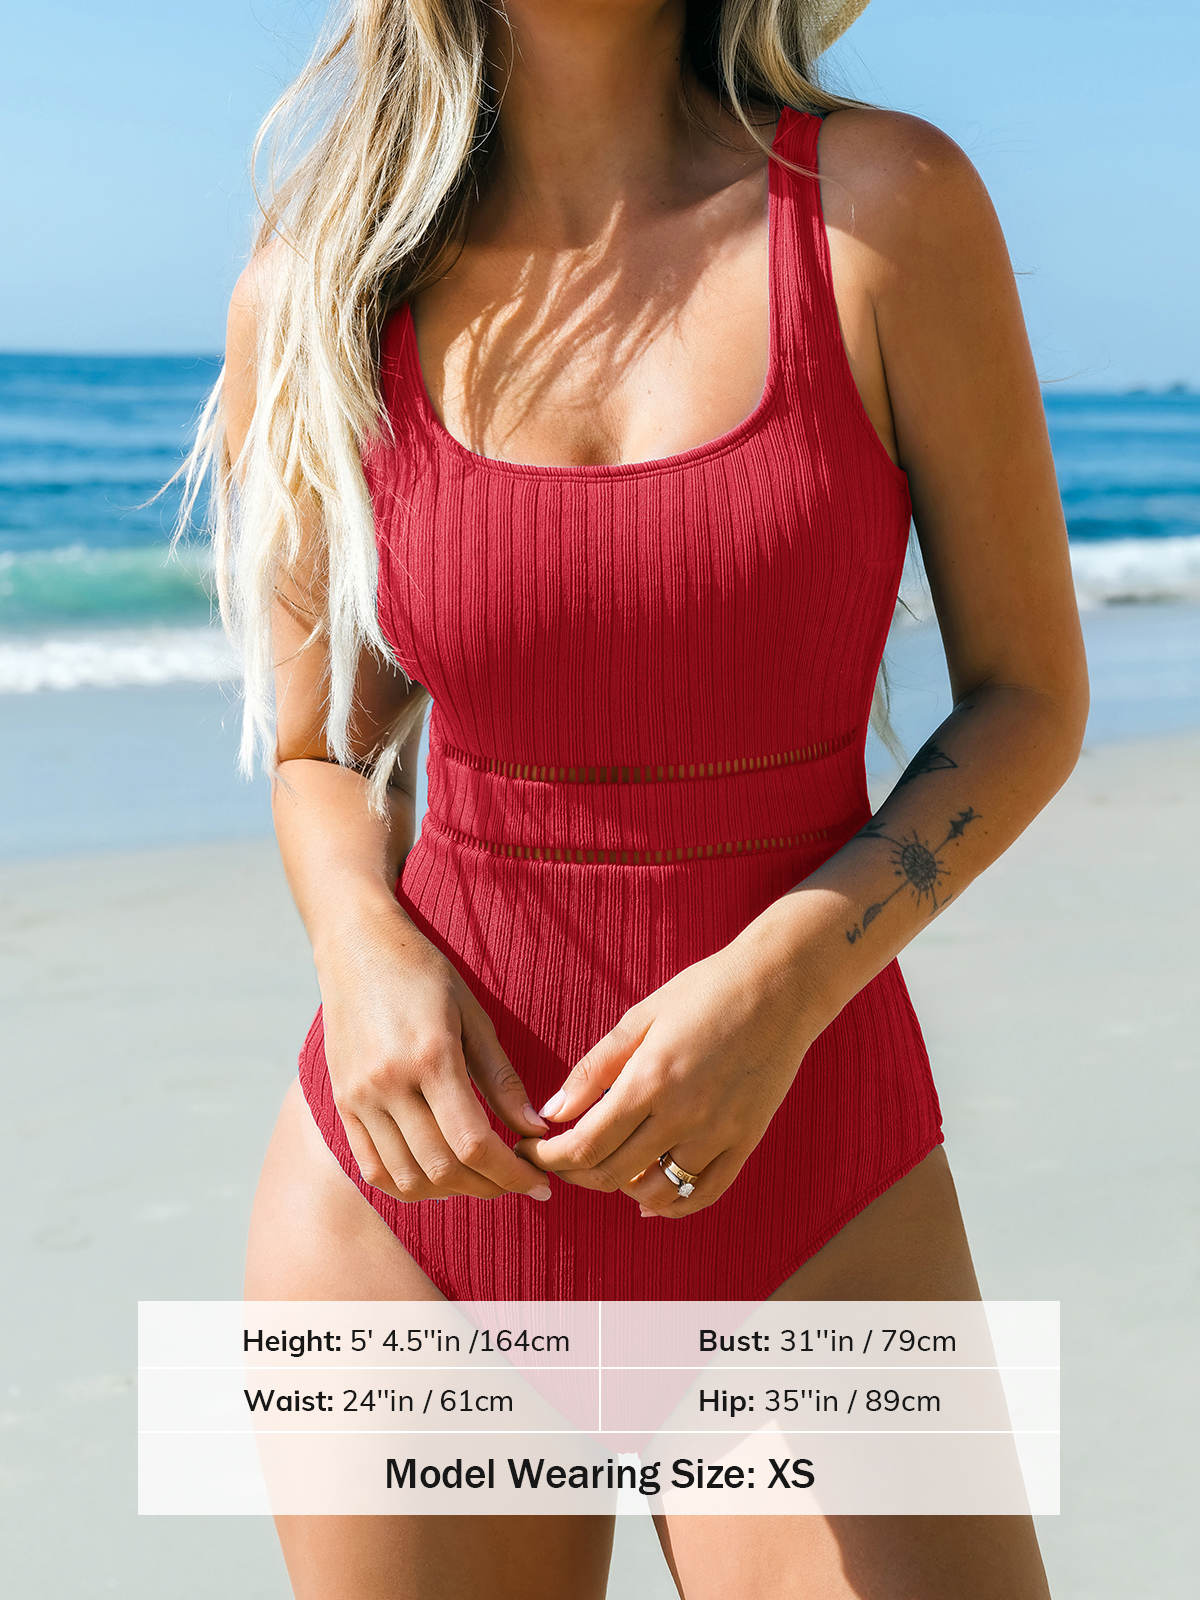 Height: 5' 4.5''in /164cm
Bust: 31''in / 79cm
Waist: 24''in / 61cm
Hip: 35''in / 89cm
Model Wearing Size: XS